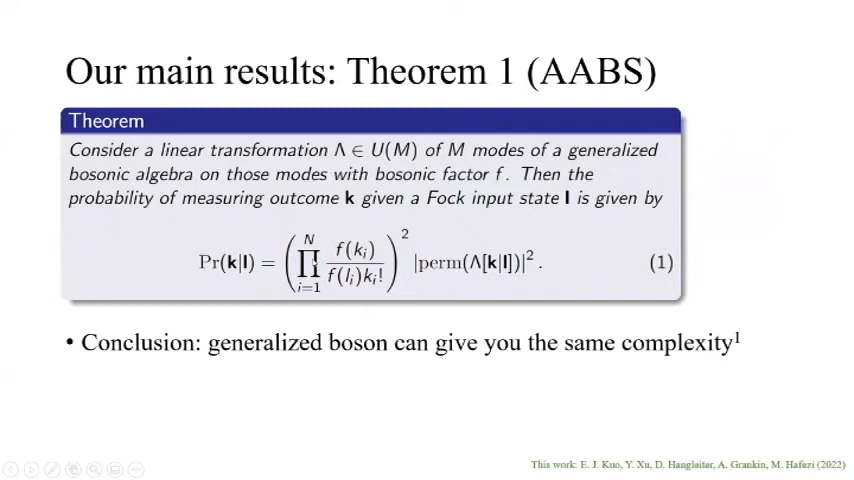 Our main results: Theorem 1 (AABS)
Theorem
Consider a linear transformation Λ ∈ U(M) of M modes of a generalized
bosonic algebra on those modes with bosonic factor f. Then the
probability of measuring outcome k given a Fock input state l is given by
Pr(k|l) = ( ∏_{i=1}^{N} f(k_i) / (f(l_i)k_i!) )^2 |perm(Λ[k|l])|^2 . (1)
• Conclusion: generalized boson can give you the same complexity¹
This work: E. J. Kuo, Y. Xu, D. Hangleiter, A. Grankin, M. Hafezi (2022)